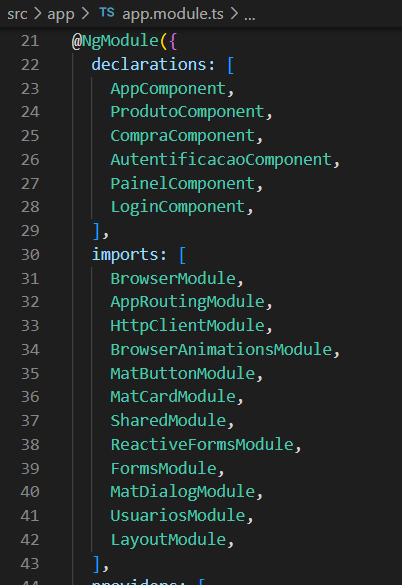 src > app > TS app.module.ts > ...
21 @NgModule({
22 declarations: [
23 AppComponent,
24 ProdutoComponent,
25 CompraComponent,
26 AutentificacaoComponent,
27 PainelComponent,
28 LoginComponent,
29 ],
30 imports: [
31 BrowserModule,
32 AppRoutingModule,
33 HttpClientModule,
34 BrowserAnimationsModule,
35 MatButtonModule,
36 MatCardModule,
37 SharedModule,
38 ReactiveFormsModule,
39 FormsModule,
40 MatDialogModule,
41 UsuariosModule,
42 LayoutModule,
43 ],
44 providers: [